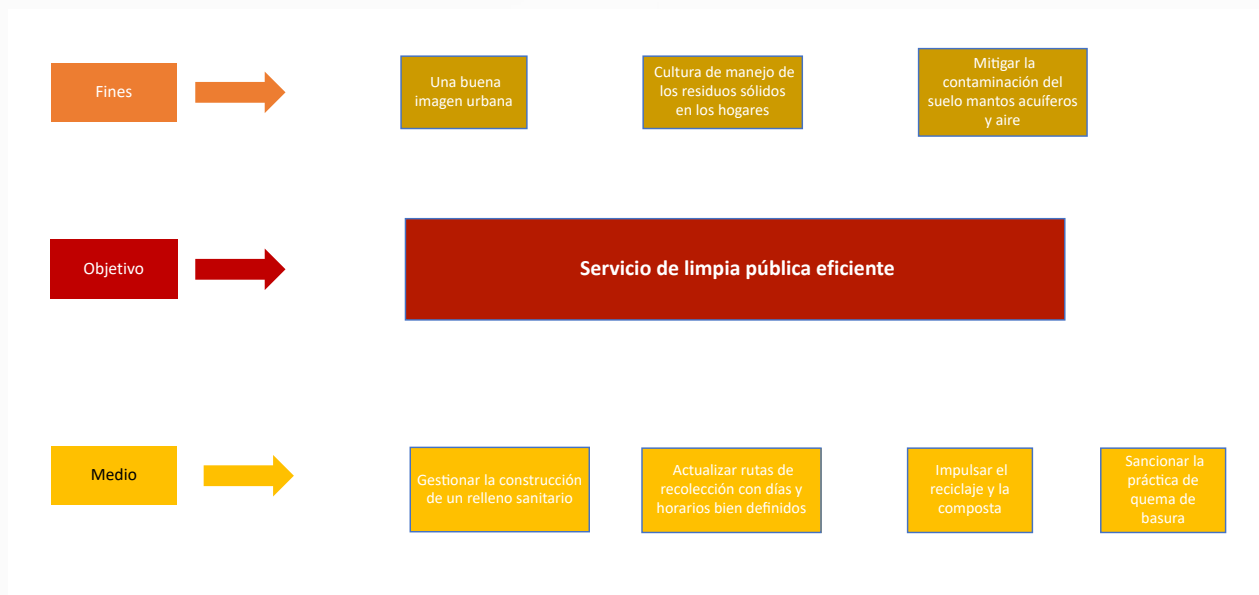 Fines
Una buena
imagen urbana
Cultura de manejo de
los residuos sólidos
en los hogares
Mitigar la
contaminación del
suelo mantos acuíferos
y aire
Objetivo
Servicio de limpia pública eficiente
Medio
Gestionar la construcción
de un relleno sanitario
Actualizar rutas de
recolección con días y
horarios bien definidos
Impulsar el
reciclaje y la
composta
Sancionar la
práctica de
quema de
basura